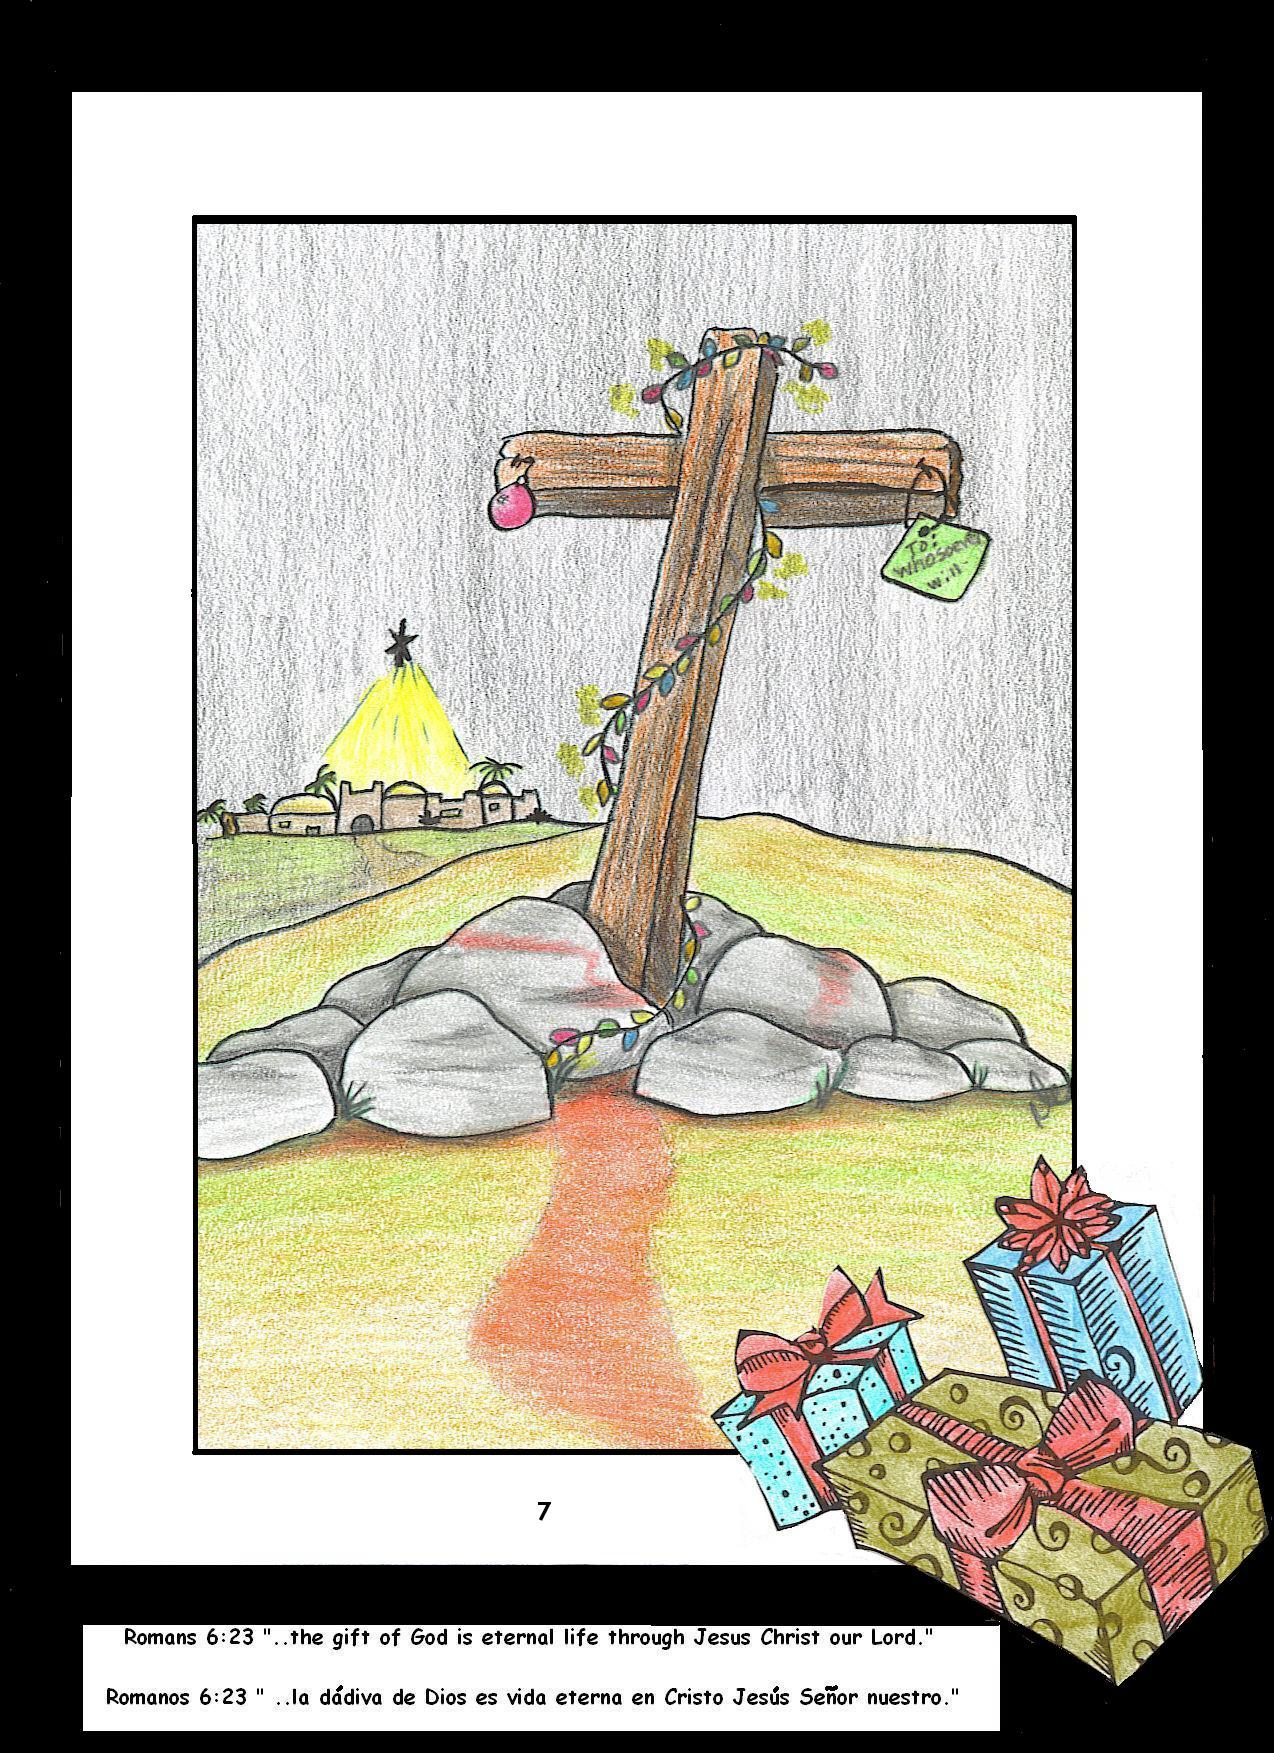 To:
whosoever
will.
7
Romans 6:23 "..the gift of God is eternal life through Jesus Christ our Lord."
Romanos 6:23 " ..la dádiva de Dios es vida eterna en Cristo Jesús Señor nuestro."